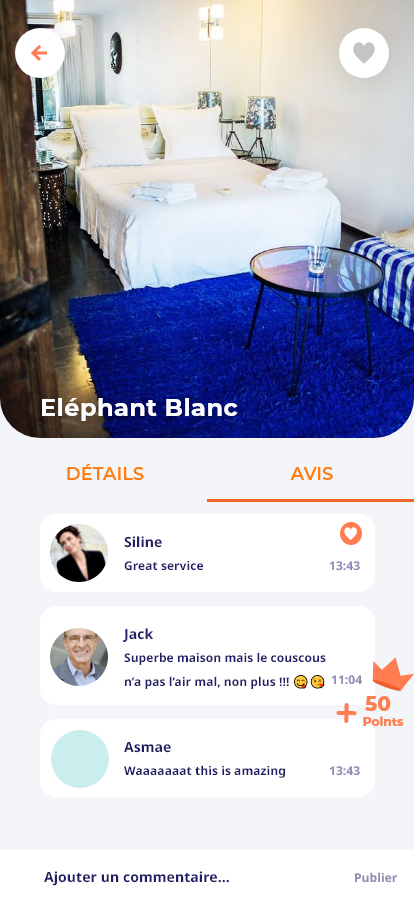 Eléphant Blanc
DÉTAILS
AVIS
Siline
Great service
13:43
Jack
Superbe maison mais le couscous
n'a pas l'air mal, non plus !!! 😋😘
11:04
50
Points
Asmae
Waaaaaaat this is amazing
13:43
Ajouter un commentaire...
Publier